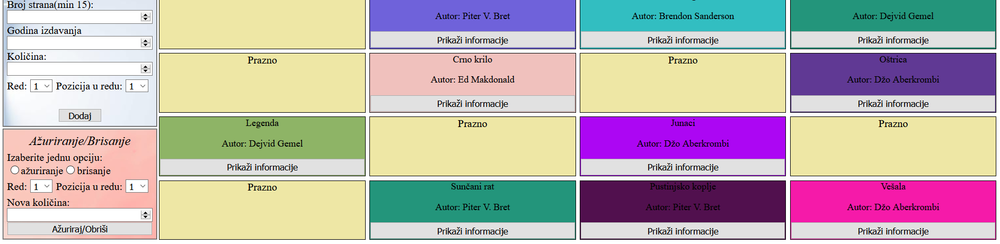 Broj strana(min 15):
Godina izdavanja
Količina:
Red: 1 Pozicija u redu: 1
Dodaj
Ažuriranje/Brisanje
Izaberite jednu opciju:
ažuriranje brisanje
Red: 1 Pozicija u redu: 1
Nova količina:
Ažuriraj/Obriši
Autor: Piter V. Bret
Prikaži informacije
Autor: Brendon Sanderson
Prikaži informacije
Autor: Dejvid Gemel
Prikaži informacije
Prazno
Crno krilo
Autor: Ed Makdonald
Prikaži informacije
Prazno
Oštrica
Autor: Džo Aberkrombi
Prikaži informacije
Legenda
Autor: Dejvid Gemel
Prikaži informacije
Prazno
Junaci
Autor: Džo Aberkrombi
Prikaži informacije
Prazno
Prazno
Sunčani rat
Autor: Piter V. Bret
Prikaži informacije
Pustinjsko koplje
Autor: Piter V. Bret
Prikaži informacije
Vešala
Autor: Džo Aberkrombi
Prikaži informacije